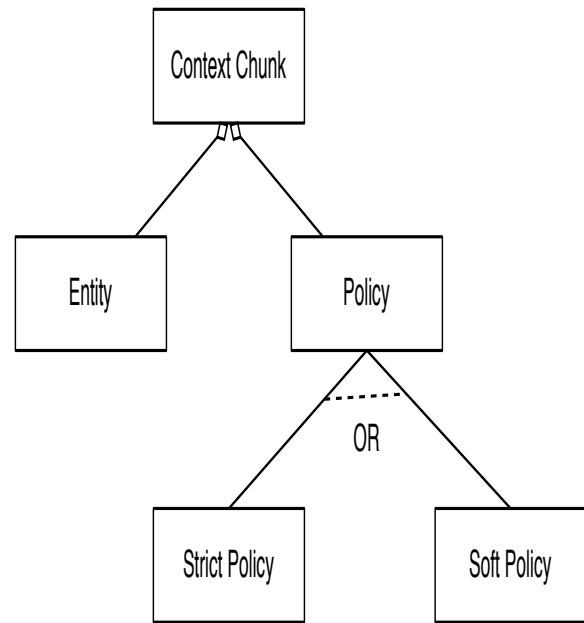 Context Chunk
Entity
Policy
OR
Strict Policy
Soft Policy